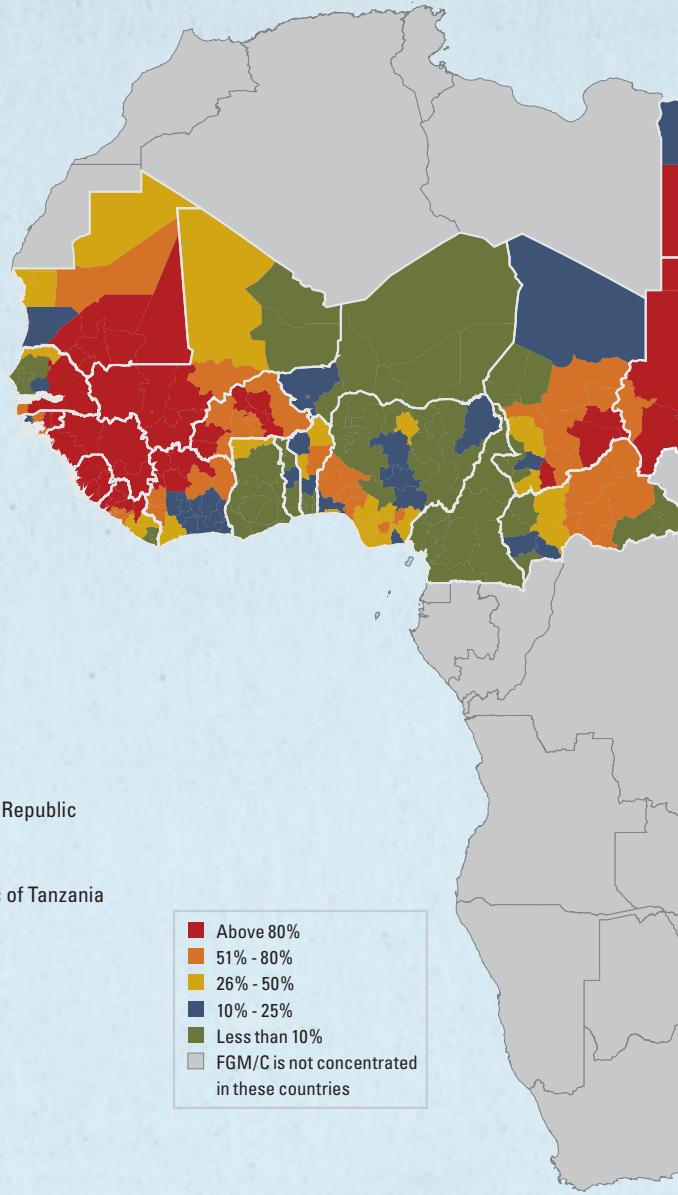 Republic
of Tanzania
Above 80%
51% - 80%
26% - 50%
10% - 25%
Less than 10%
FGM/C is not concentrated
in these countries